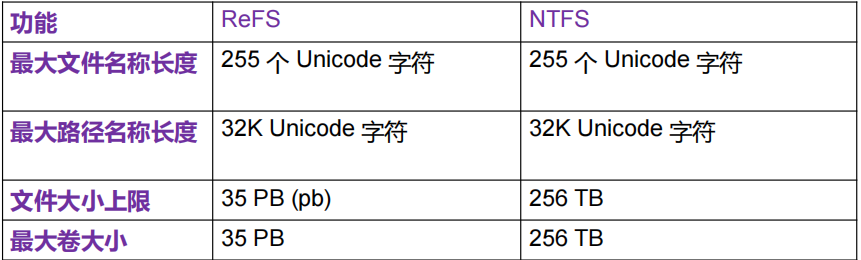 功能 ReFS NTFS
最大文件名称长度 255 个 Unicode 字符 255 个 Unicode 字符
最大路径名称长度 32K Unicode 字符 32K Unicode 字符
文件大小上限 35 PB (pb) 256 TB
最大卷大小 35 PB 256 TB